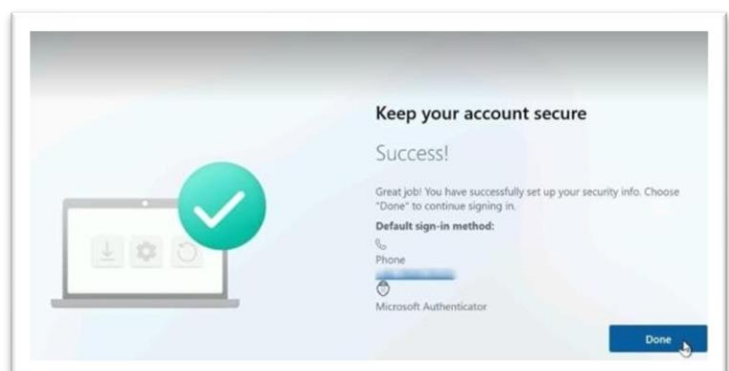 Keep your account secure
Success!
Great job! You have successfully set up your security info. Choose
"Done" to continue signing in.
Default sign-in method:
Phone
Microsoft Authenticator
Done